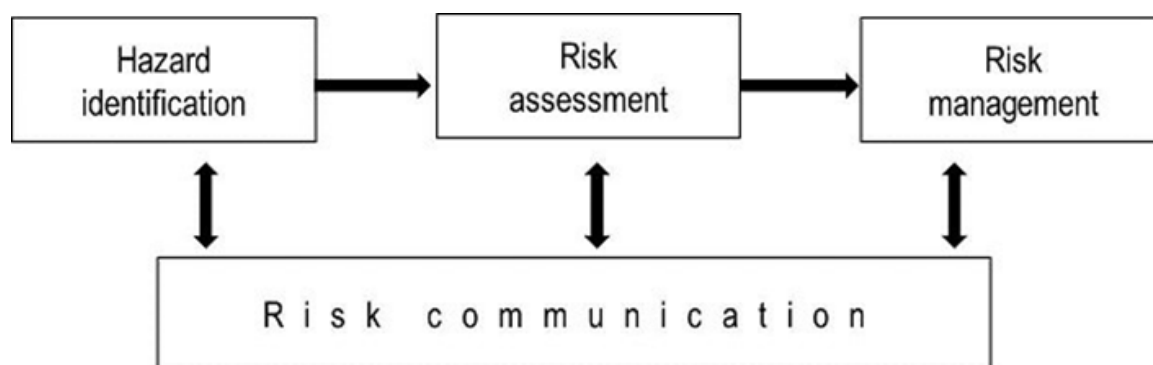 Hazard
identification
Risk
assessment
Risk
management
Risk communication